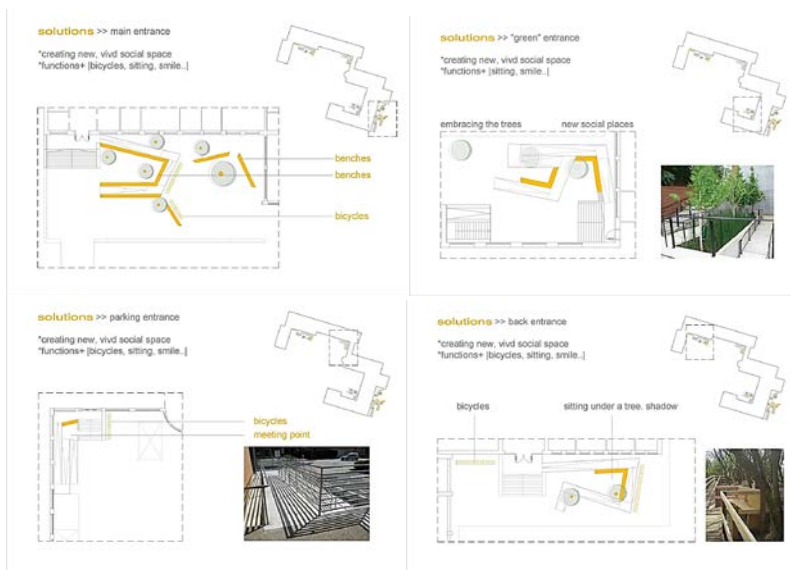 solutions >> main entrance
*creating new, vivd social space
*functions+ |bicycles, sitting, smile..|
benches
benches
bicycles
solutions >> "green" entrance
*creating new, vivd social space
*functions+ |sitting, smile..|
embracing the trees
new social places
solutions >> parking entrance
*creating new, vivd social space
*functions+ |bicycles, sitting, smile..|
bicycles
meeting point
solutions >> back entrance
*creating new, vivd social space
*functions+ |bicycles, sitting, smile..|
bicycles
sitting under a tree. shadow